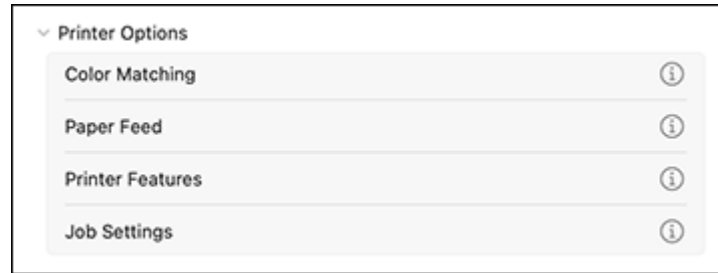 Printer Options
Color Matching
Paper Feed
Printer Features
Job Settings